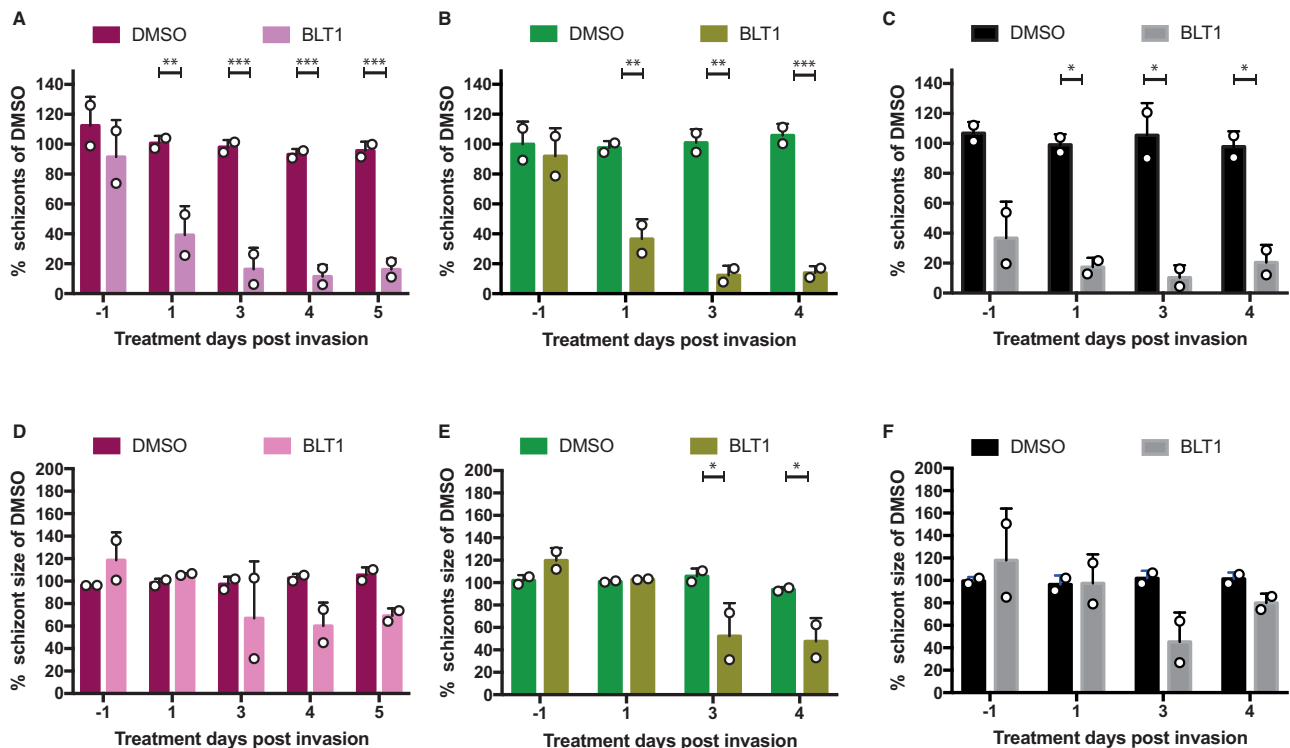 A
DMSO BLT1
** *** *** ***
% schizonts of DMSO
140
120
100
80
60
40
20
0
-1 1 3 4 5
Treatment days post invasion
B
DMSO BLT1
** ** ***
% schizonts of DMSO
140
120
100
80
60
40
20
0
-1 1 3 4
Treatment days post invasion
C
DMSO BLT1
* * *
% schizonts of DMSO
140
120
100
80
60
40
20
0
-1 1 3 4
Treatment days post invasion
D
DMSO BLT1
% schizont size of DMSO
200
180
160
140
120
100
80
60
40
20
0
-1 1 3 4 5
Treatment days post invasion
E
DMSO BLT1
* *
% schizonts size of DMSO
200
180
160
140
120
100
80
60
40
20
0
-1 1 3 4
Treatment days post invasion
F
DMSO BLT1
% schizont size of DMSO
200
180
160
140
120
100
80
60
40
20
0
-1 1 3 4
Treatment days post invasion